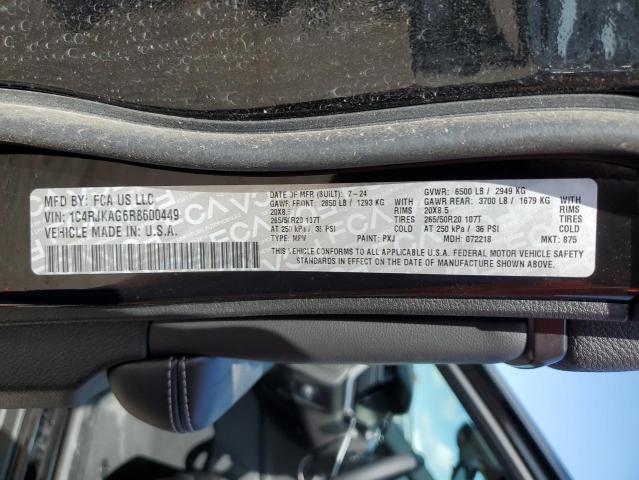 MFD BY: FCA US LLC
VIN: 1C4RJKAG6R8600449
VEHICLE MADE IN: U.S.A.
DATE OF MFR (BUILT): 7-24
GAWR FRONT: 2850 LB / 1293 KG
20X8.5
265/50R20 107T
AT 250 kPa / 36 PSI
TYPE: MPV PAINT: PXJ
GVWR: 6500 LB / 2949 KG
GAWR REAR: 3700 LB / 1679 KG
20X8.5 RIMS
265/50R20 107T TIRES
AT 250 kPa / 36 PSI COLD
MDH: 072218 MKT: 875
RIMS
TIRES
COLD
THIS VEHICLE CONFORMS TO ALL APPLICABLE U.S.A. FEDERAL MOTOR VEHICLE SAFETY
STANDARDS IN EFFECT ON THE DATE OF MANUFACTURE SHOWN ABOVE.